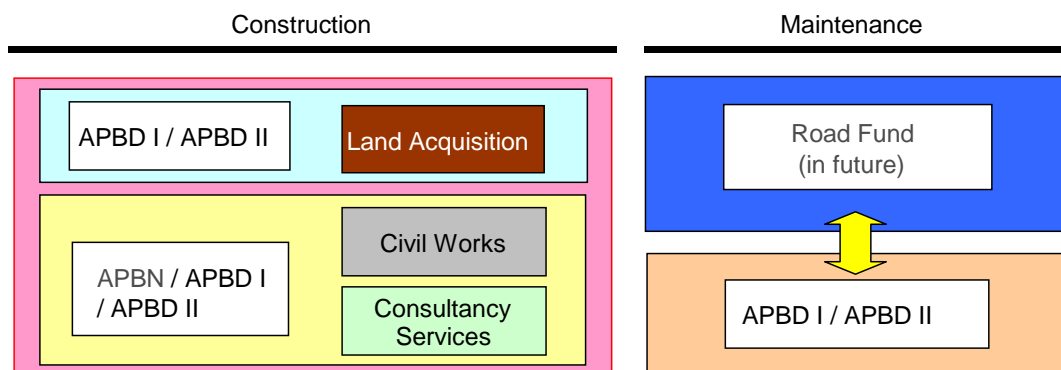 Construction
Maintenance
APBD I / APBD II
Land Acquisition
APBN / APBD I
/ APBD II
Civil Works
Consultancy
Services
Road Fund
(in future)
APBD I / APBD II